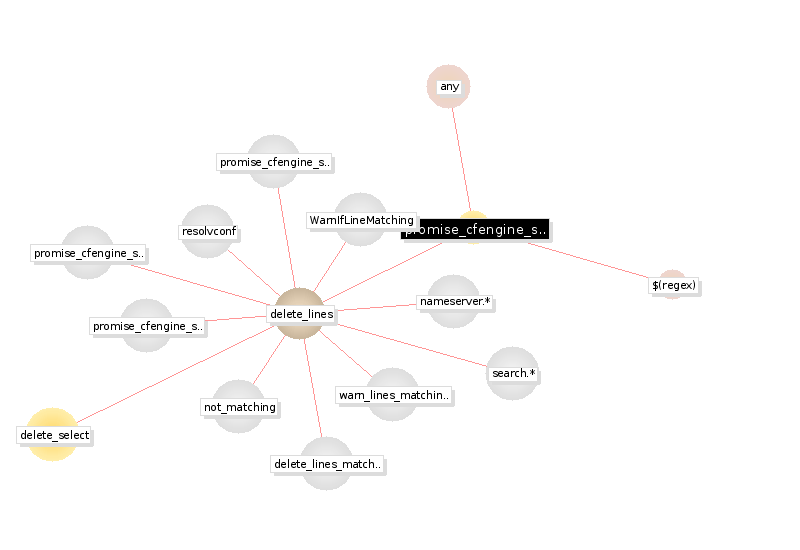 any
promise_cfengine_s..
WarnIfLineMatching
promise_cfengine_s..
resolvconf
promise_cfengine_s..
$(regex)
nameserver.*
delete_lines
promise_cfengine_s..
search.*
warn_lines_matchin..
not_matching
delete_select
delete_lines_match..